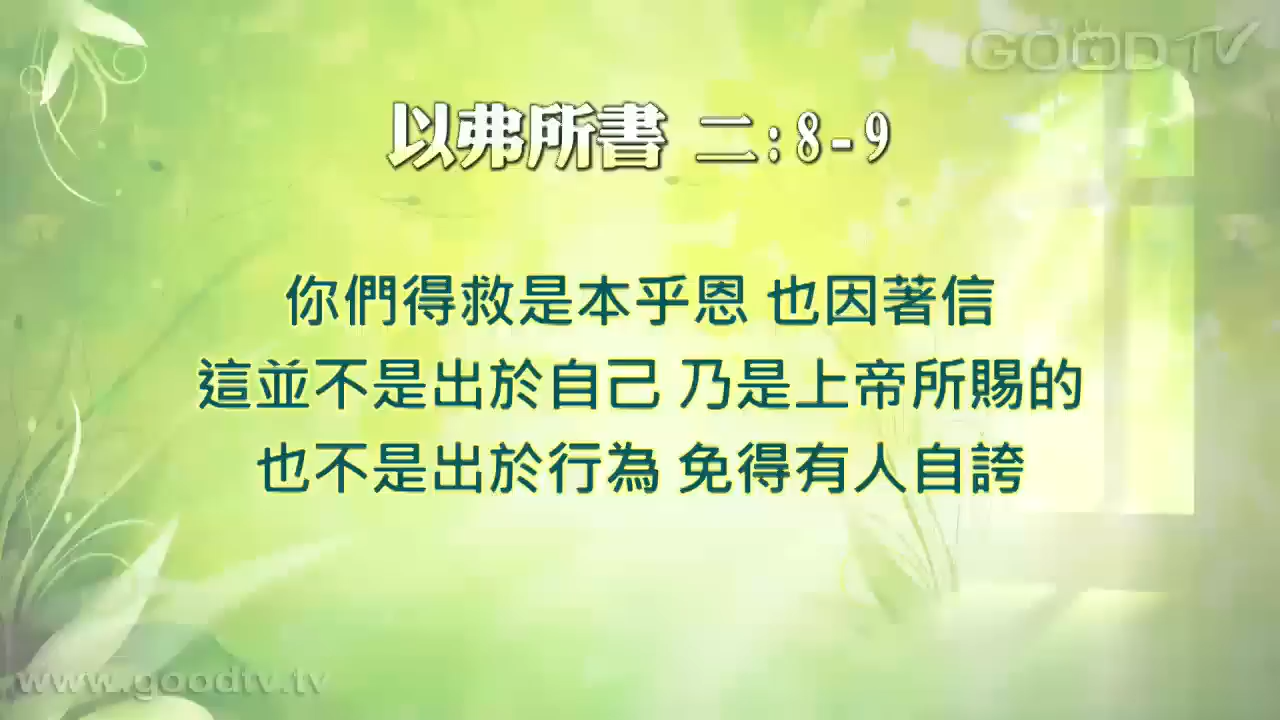 GOOD TV
以弗所書 二:8-9
你們得救是本乎恩 也因著信
這並不是出於自己 乃是上帝所賜的
也不是出於行為 免得有人自誇
www.goodtv.tv